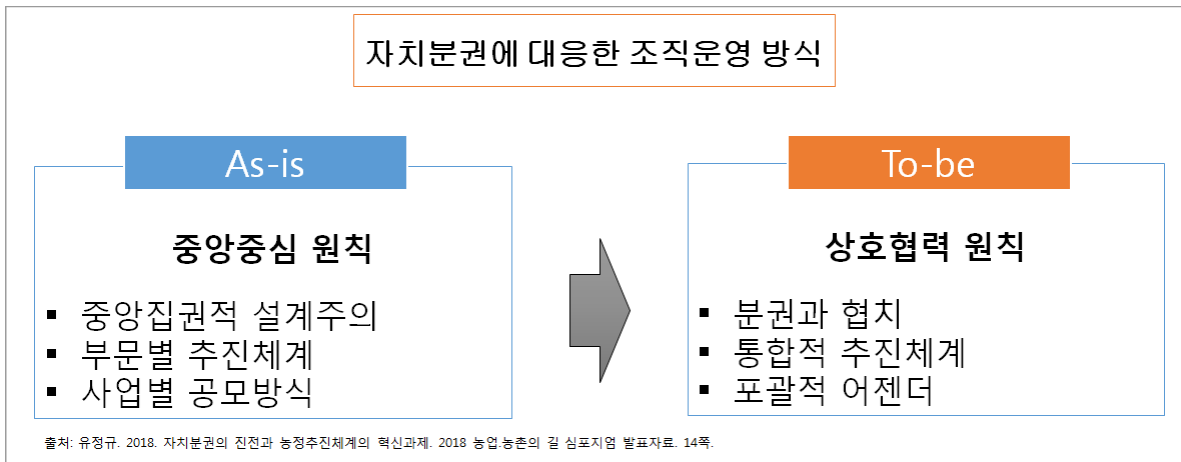 자치분권에 대응한 조직운영 방식
As-is
중앙중심 원칙
▪ 중앙집권적 설계주의
▪ 부문별 추진체계
▪ 사업별 공모방식
To-be
상호협력 원칙
▪ 분권과 협치
▪ 통합적 추진체계
▪ 포괄적 어젠더
출처: 유정규. 2018. 자치분권의 진전과 농정추진체계의 혁신과제. 2018 농업.농촌의 길 심포지엄 발표자료. 14쪽.